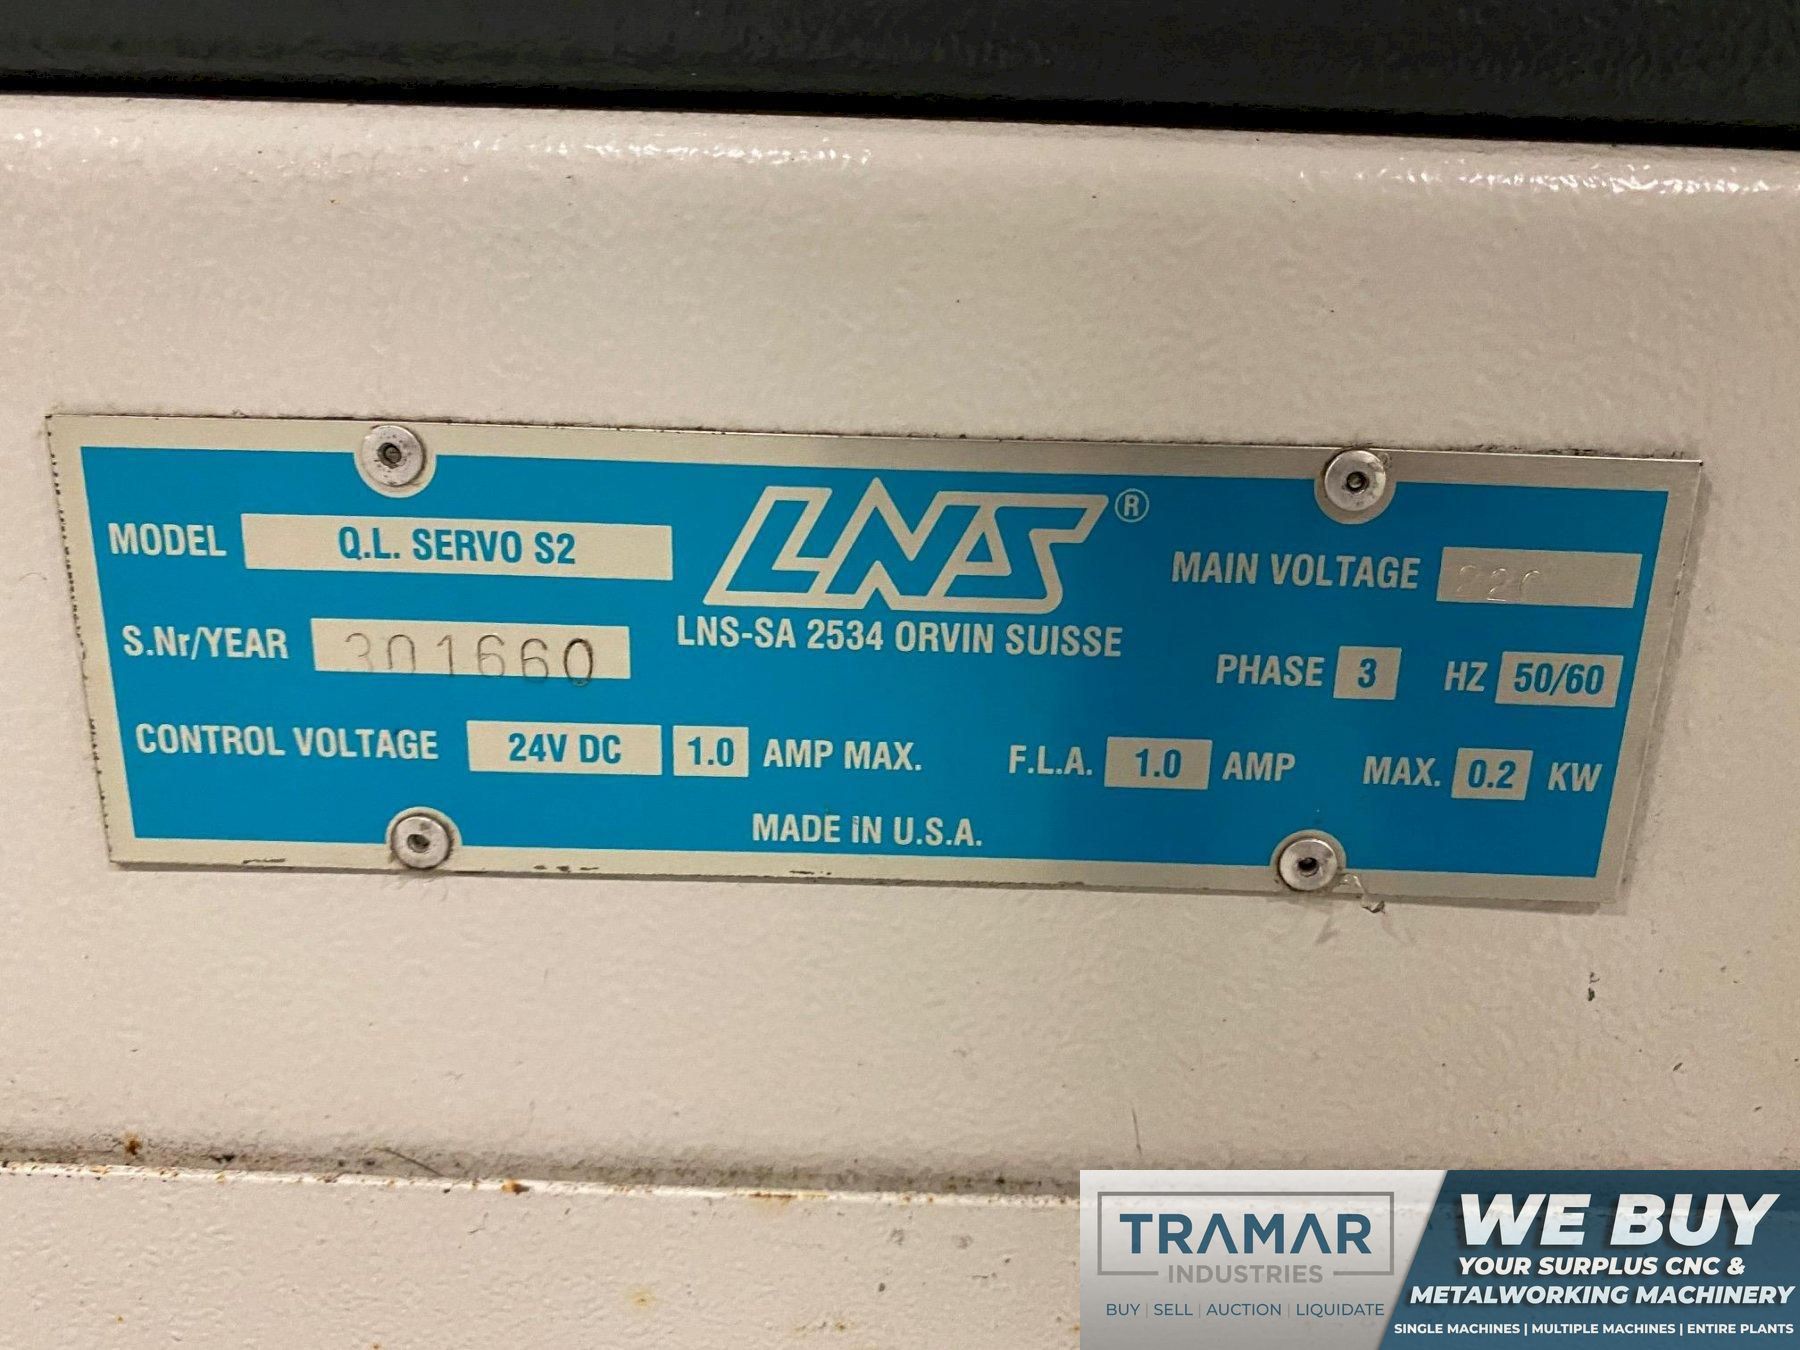 MODEL Q.L. SERVO S2
LNS®
MAIN VOLTAGE 220
S.Nr/YEAR 301660
LNS-SA 2534 ORVIN SUISSE
PHASE 3 HZ 50/60
CONTROL VOLTAGE 24V DC 1.0 AMP MAX.
F.L.A. 1.0 AMP MAX. 0.2 KW
MADE IN U.S.A.
TRAMAR
INDUSTRIES
BUY | SELL | AUCTION | LIQUIDATE
WE BUY
YOUR SURPLUS CNC &
METALWORKING MACHINERY
SINGLE MACHINES | MULTIPLE MACHINES | ENTIRE PLANTS